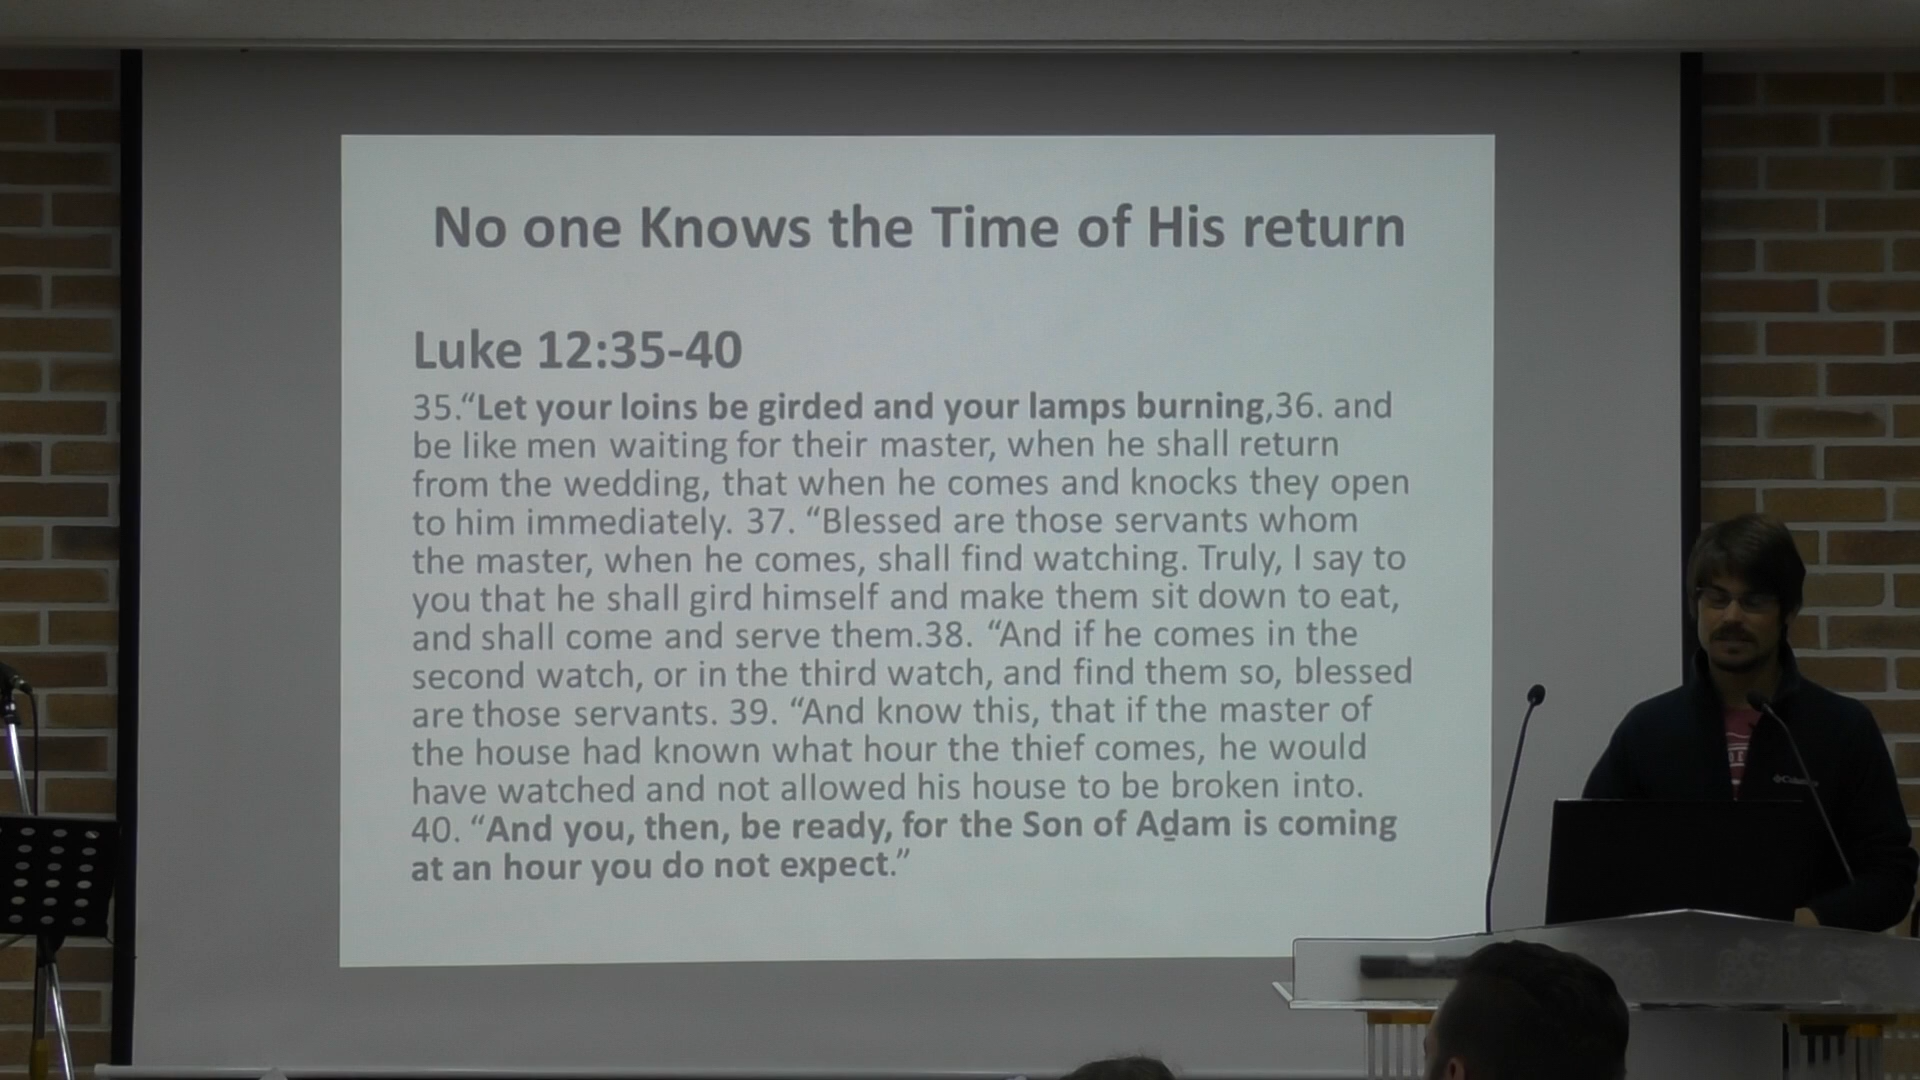 No one Knows the Time of His return
Luke 12:35-40
35.“Let your loins be girded and your lamps burning,36. and
be like men waiting for their master, when he shall return
from the wedding, that when he comes and knocks they open
to him immediately. 37. “Blessed are those servants whom
the master, when he comes, shall find watching. Truly, I say to
you that he shall gird himself and make them sit down to eat,
and shall come and serve them.38. “And if he comes in the
second watch, or in the third watch, and find them so, blessed
are those servants. 39. “And know this, that if the master of
the house had known what hour the thief comes, he would
have watched and not allowed his house to be broken into.
40. “And you, then, be ready, for the Son of Aḏam is coming
at an hour you do not expect.”